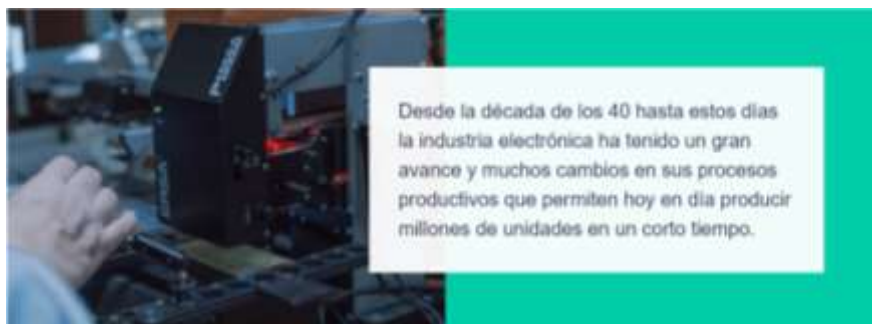 Desde la década de los 40 hasta estos días
la industria electrónica ha tenido un gran
avance y muchos cambios en sus procesos
productivos que permiten hoy en día producir
millones de unidades en un corto tiempo.